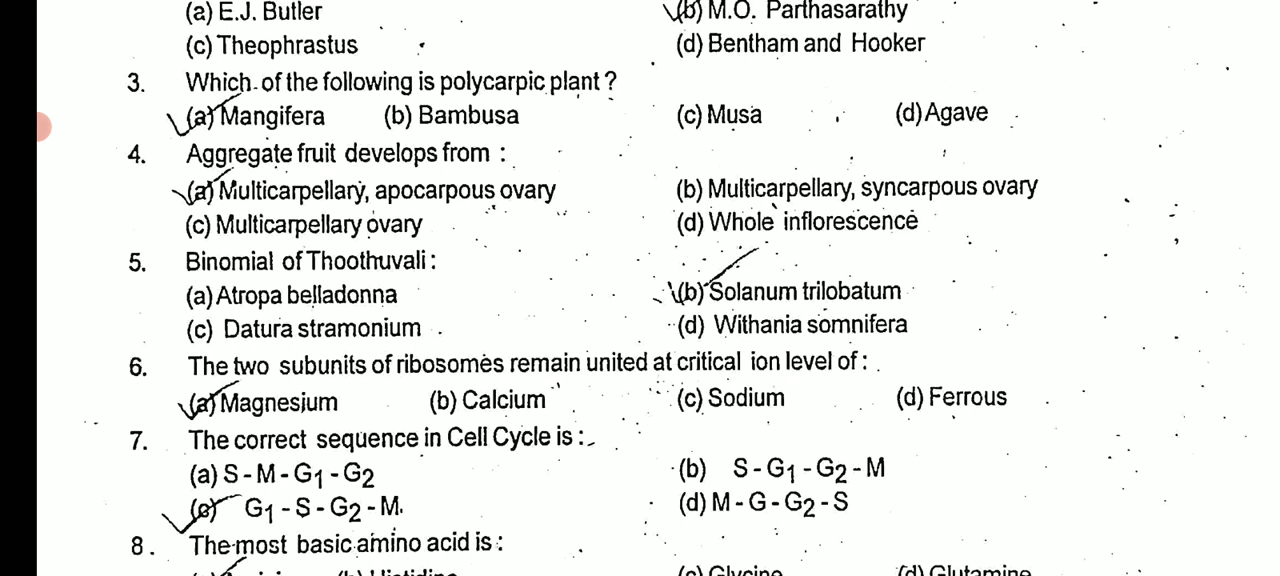 (a) E.J. Butler (b) M.O. Parthasarathy
(c) Theophrastus (d) Bentham and Hooker
3. Which of the following is polycarpic plant?
(a) Mangifera (b) Bambusa (c) Musa (d) Agave
4. Aggregate fruit develops from :
(a) Multicarpellary, apocarpous ovary (b) Multicarpellary, syncarpous ovary
(c) Multicarpellary ovary (d) Whole inflorescence
5. Binomial of Thoothuvali :
(a) Atropa belladonna (b) Solanum trilobatum
(c) Datura stramonium (d) Withania somnifera
6. The two subunits of ribosomes remain united at critical ion level of :
(a) Magnesium (b) Calcium (c) Sodium (d) Ferrous
7. The correct sequence in Cell Cycle is :
(a) S - M - G1 - G2 (b) S - G1 - G2 - M
(c) G1 - S - G2 - M (d) M - G - G2 - S
8. The most basic amino acid is :
(b) Histidine (c) Glycine (d) Glutamine